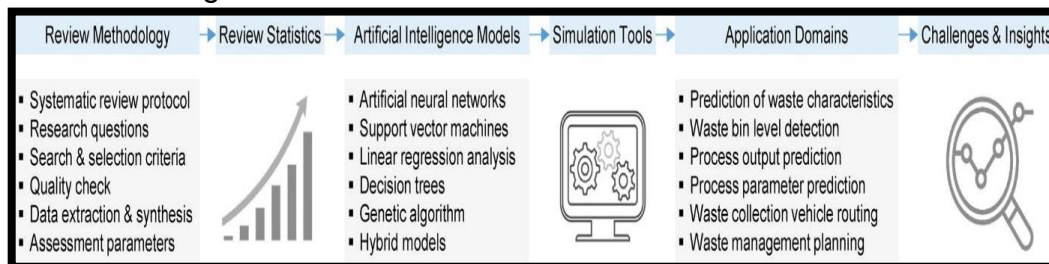 Review Methodology
Review Statistics
Artificial Intelligence Models
Simulation Tools
Application Domains
Challenges & Insights
▪ Systematic review protocol
▪ Research questions
▪ Search & selection criteria
▪ Quality check
▪ Data extraction & synthesis
▪ Assessment parameters
▪ Artificial neural networks
▪ Support vector machines
▪ Linear regression analysis
▪ Decision trees
▪ Genetic algorithm
▪ Hybrid models
▪ Prediction of waste characteristics
▪ Waste bin level detection
▪ Process output prediction
▪ Process parameter prediction
▪ Waste collection vehicle routing
▪ Waste management planning